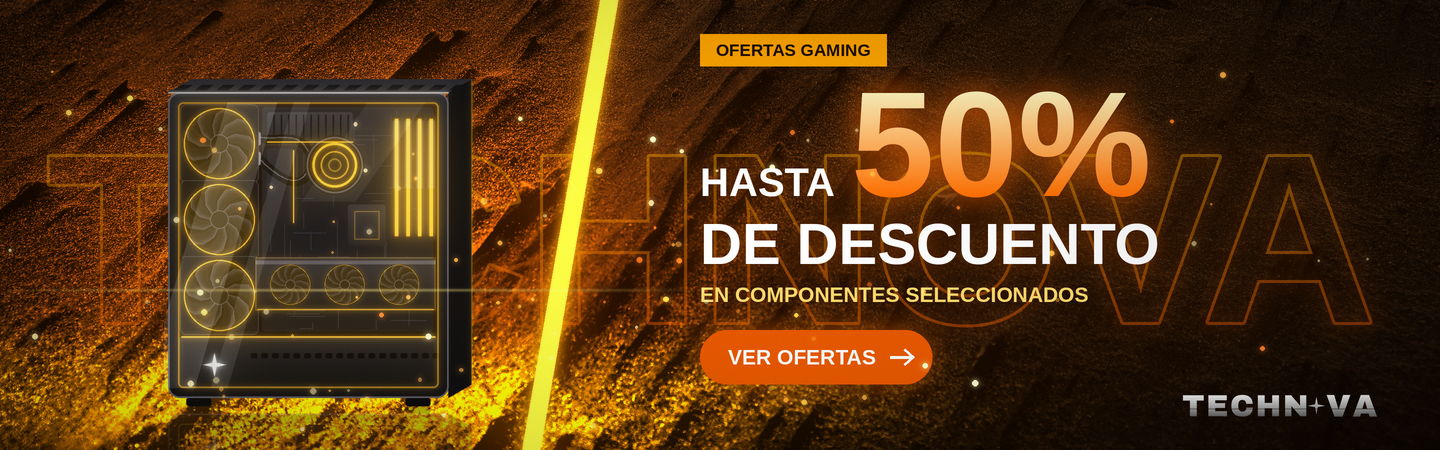 OFERTAS GAMING
HASTA 50%
DE DESCUENTO
EN COMPONENTES SELECCIONADOS
VER OFERTAS
TECHNOVA
TECHN✦VA